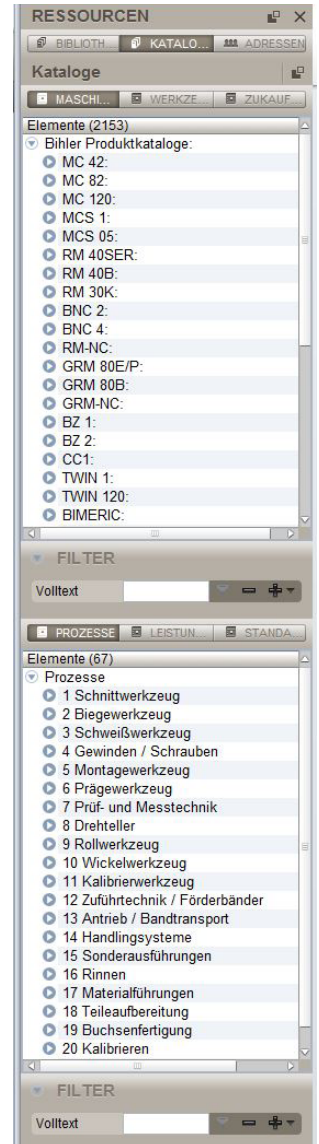 RESSOURCEN
BIBLIOTH... KATALO... ADRESSEN
Kataloge
MASCHI... WERKZE... ZUKAUF...
Elemente (2153)
Bihler Produktkataloge:
MC 42:
MC 82:
MC 120:
MCS 1:
MCS 05:
RM 40SER:
RM 40B:
RM 30K:
BNC 2:
BNC 4:
RM-NC:
GRM 80E/P:
GRM 80B:
GRM-NC:
BZ 1:
BZ 2:
CC1:
TWIN 1:
TWIN 120:
BIMERIC:
FILTER
Volltext
PROZESSE LEISTUN... STANDA...
Elemente (67)
Prozesse
1 Schnittwerkzeug
2 Biegewerkzeug
3 Schweißwerkzeug
4 Gewinden / Schrauben
5 Montagewerkzeug
6 Prägewerkzeug
7 Prüf- und Messtechnik
8 Drehteller
9 Rollwerkzeug
10 Wickelwerkzeug
11 Kalibrierwerkzeug
12 Zuführtechnik / Förderbänder
13 Antrieb / Bandtransport
14 Handlingsysteme
15 Sonderausführungen
16 Rinnen
17 Materialführungen
18 Teileaufbereitung
19 Buchsenfertigung
20 Kalibrieren
FILTER
Volltext